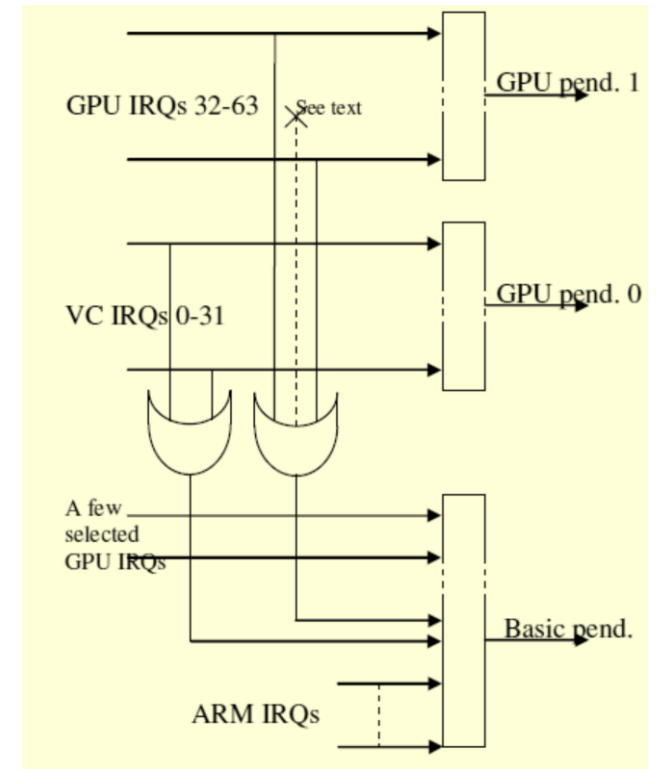 GPU pend. 1
GPU IRQs 32-63
See text
GPU pend. 0
VC IRQs 0-31
A few
selected
GPU IRQs
Basic pend.
ARM IRQs